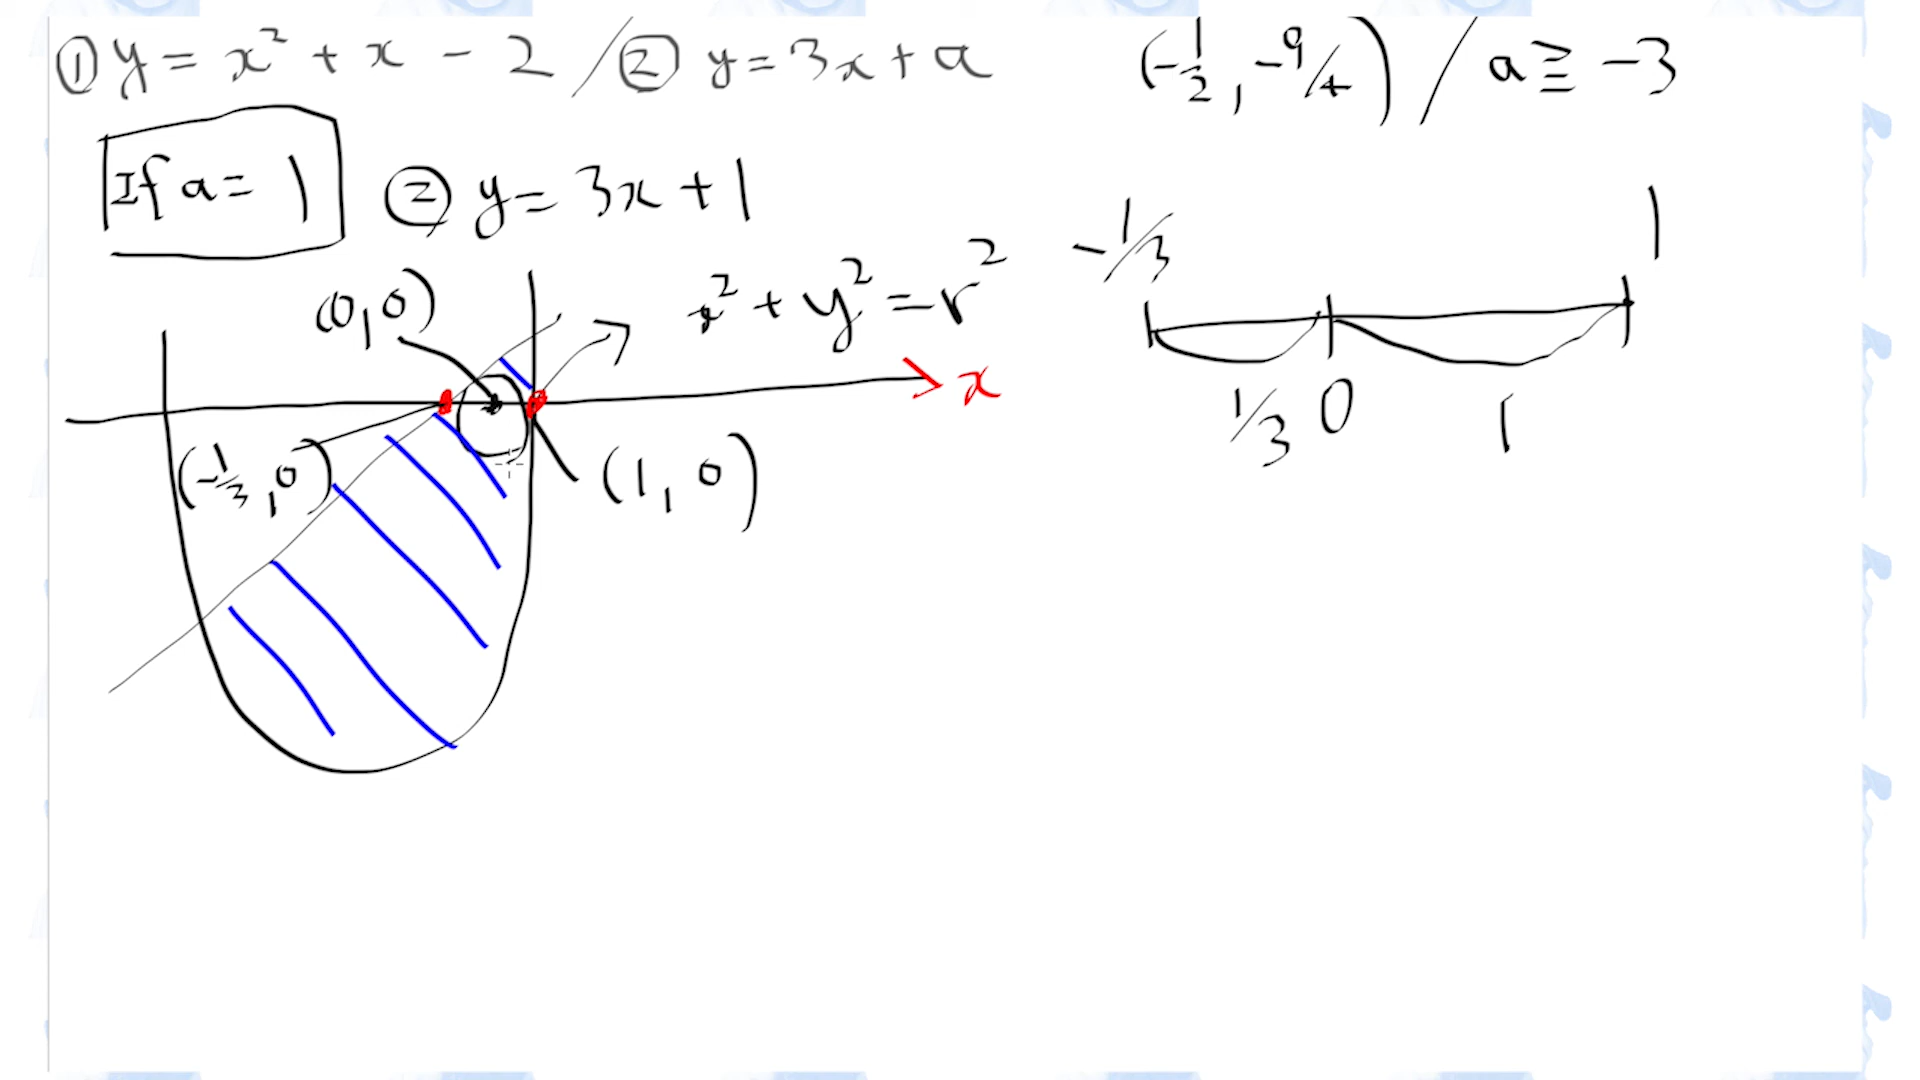 ① y = x² + x - 2 / ② y = 3x + a
(-1/2, -9/4) / a ≧ -3
If a = 1
② y = 3x + 1
(0, 0)
x² + y² = r²
x
(-1/3, 0)
(1, 0)
-1/3
1
1/3
0
1